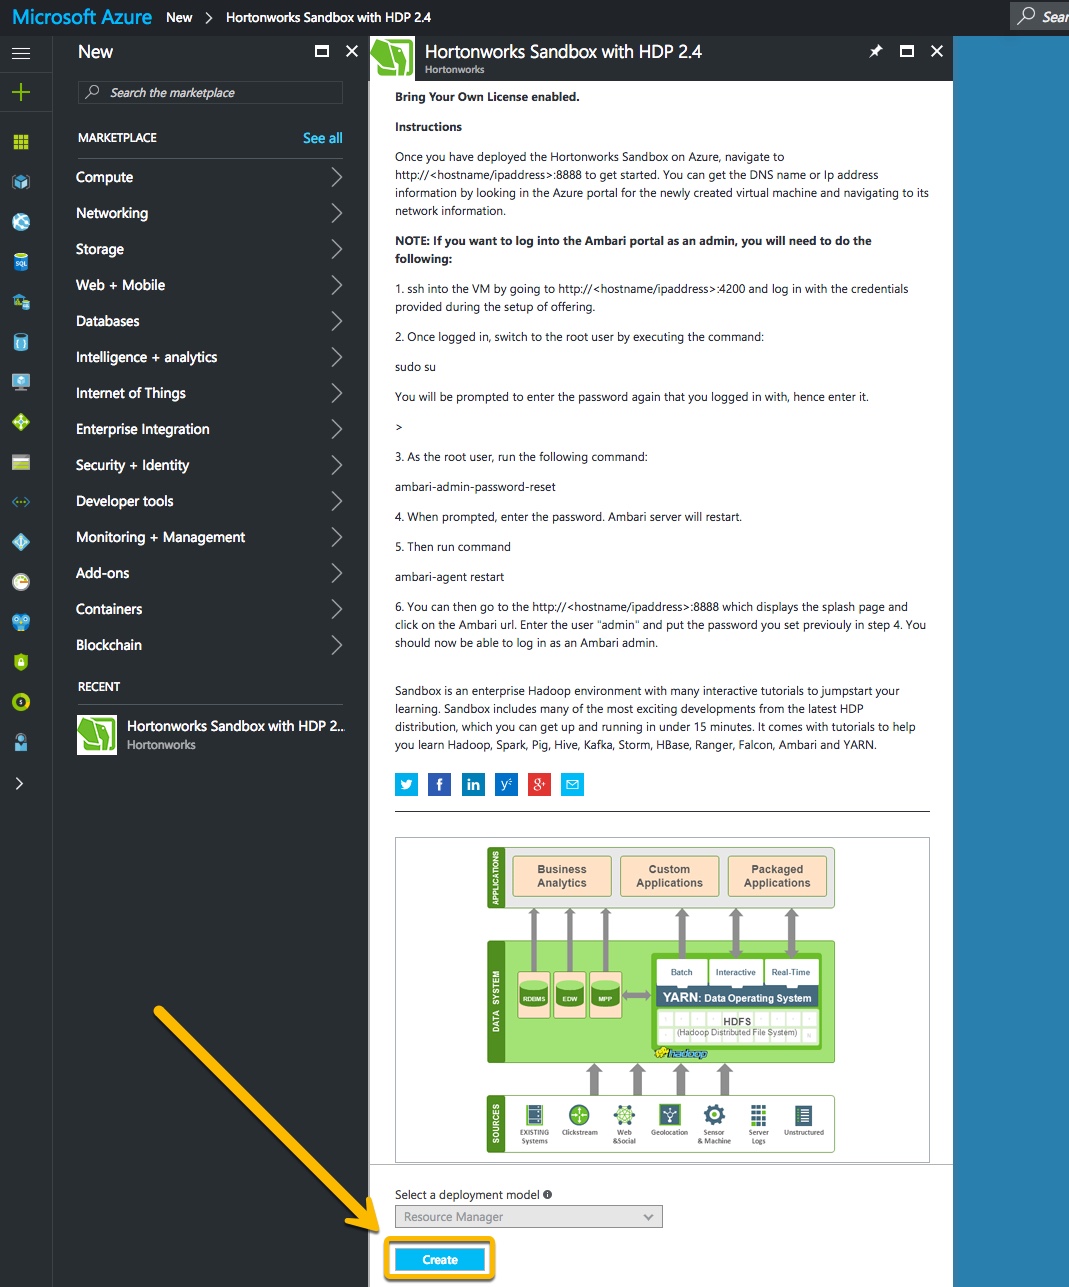 Microsoft Azure New > Hortonworks Sandbox with HDP 2.4
Sear
New
Search the marketplace
MARKETPLACE See all
Compute
Networking
Storage
Web + Mobile
Databases
Intelligence + analytics
Internet of Things
Enterprise Integration
Security + Identity
Developer tools
Monitoring + Management
Add-ons
Containers
Blockchain
RECENT
Hortonworks Sandbox with HDP 2...
Hortonworks
SQL
Hortonworks Sandbox with HDP 2.4
Hortonworks
Bring Your Own License enabled.
Instructions
Once you have deployed the Hortonworks Sandbox on Azure, navigate to
http://<hostname/ipaddress>:8888 to get started. You can get the DNS name or Ip address
information by looking in the Azure portal for the newly created virtual machine and navigating to its
network information.
NOTE: If you want to log into the Ambari portal as an admin, you will need to do the
following:
1. ssh into the VM by going to http://<hostname/ipaddress>:4200 and log in with the credentials
provided during the setup of offering.
2. Once logged in, switch to the root user by executing the command:
sudo su
You will be prompted to enter the password again that you logged in with, hence enter it.
>
3. As the root user, run the following command:
ambari-admin-password-reset
4. When prompted, enter the password. Ambari server will restart.
5. Then run command
ambari-agent restart
6. You can then go to the http://<hostname/ipaddress>:8888 which displays the splash page and
click on the Ambari url. Enter the user "admin" and put the password you set previouly in step 4. You
should now be able to log in as an Ambari admin.
Sandbox is an enterprise Hadoop environment with many interactive tutorials to jumpstart your
learning. Sandbox includes many of the most exciting developments from the latest HDP
distribution, which you can get up and running in under 15 minutes. It comes with tutorials to help
you learn Hadoop, Spark, Pig, Hive, Kafka, Storm, HBase, Ranger, Falcon, Ambari and YARN.
f in y g+
APPLICATIONS
Business
Analytics
Custom
Applications
Packaged
Applications
DATA SYSTEM
RDBMS EDW MPP
Batch Interactive Real-Time
YARN: Data Operating System
HDFS
(Hadoop Distributed File System)
hadoop
SOURCES
EXISTING
Systems
Clickstream
Web
&Social
Geolocation
Sensor
& Machine
Server
Logs
Unstructured
Select a deployment model
Resource Manager
Create